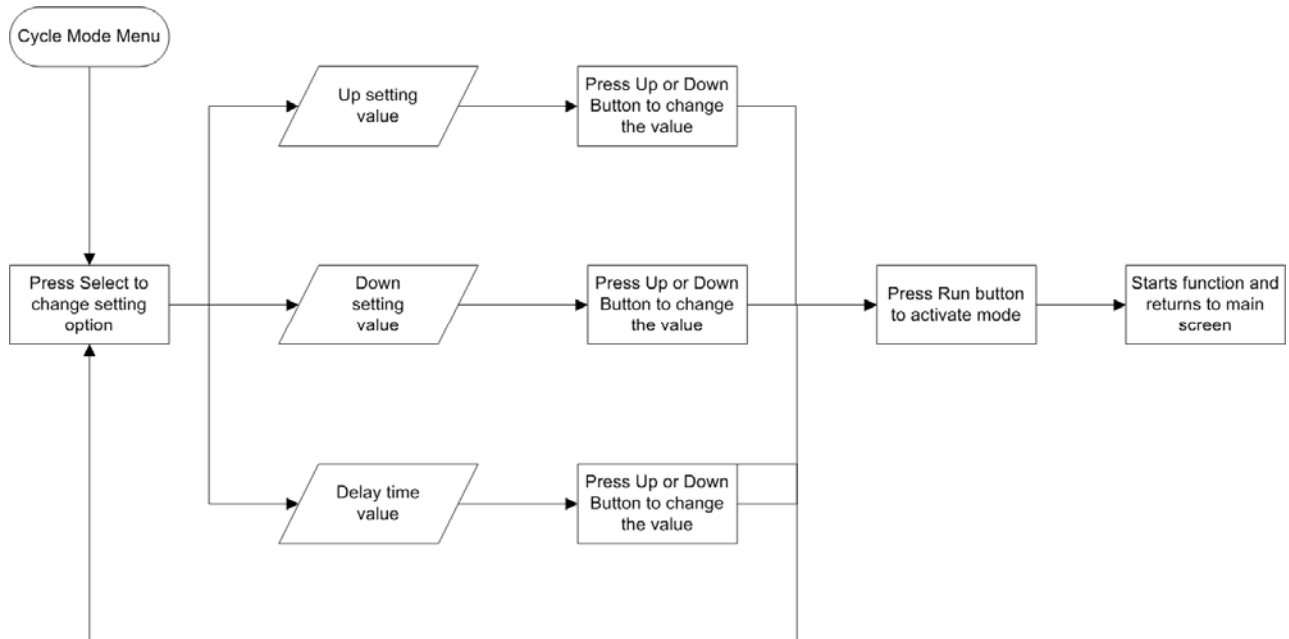 Cycle Mode Menu
Up setting
value
Press Up or Down
Button to change
the value
Press Select to
change setting
option
Down
setting
value
Press Up or Down
Button to change
the value
Press Run button
to activate mode
Starts function and
returns to main
screen
Delay time
value
Press Up or Down
Button to change
the value